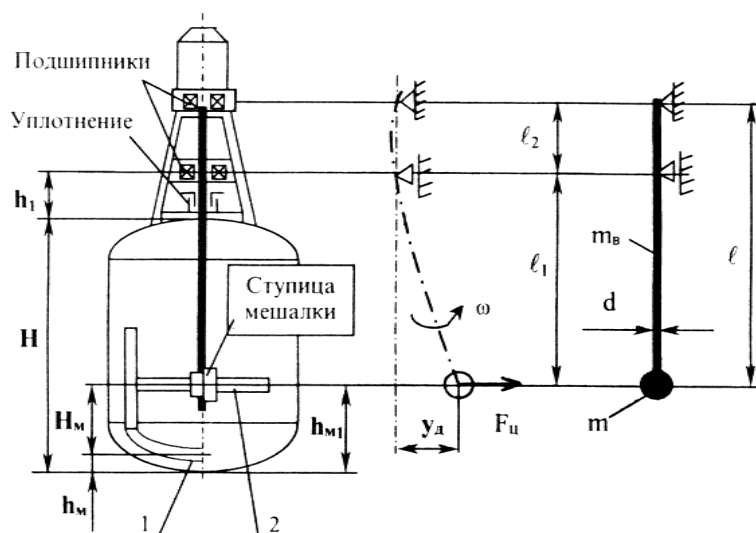 Подшипники
Уплотнение
h₁
H
Ступица
мешалки
Hм
hм
hм1
1
2
yд
Fц
ω
ℓ₂
ℓ₁
ℓ
mв
d
m